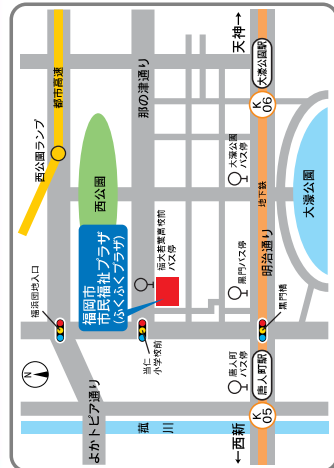 都市高速
西公園ランプ
那の津通り
天神→
大濠公園駅
K
06
西公園
大濠公園
バス停
地下鉄
大濠公園
福岡市
市民福祉プラザ
(ふくふくプラザ)
福大若葉高校前
バス停
黒門バス停
明治通り
福浜団地入口
当仁
小学校前
黒門橋
N
よかトピア通り
唐人町
バス停
唐人町駅
菰川
K
05
←西新